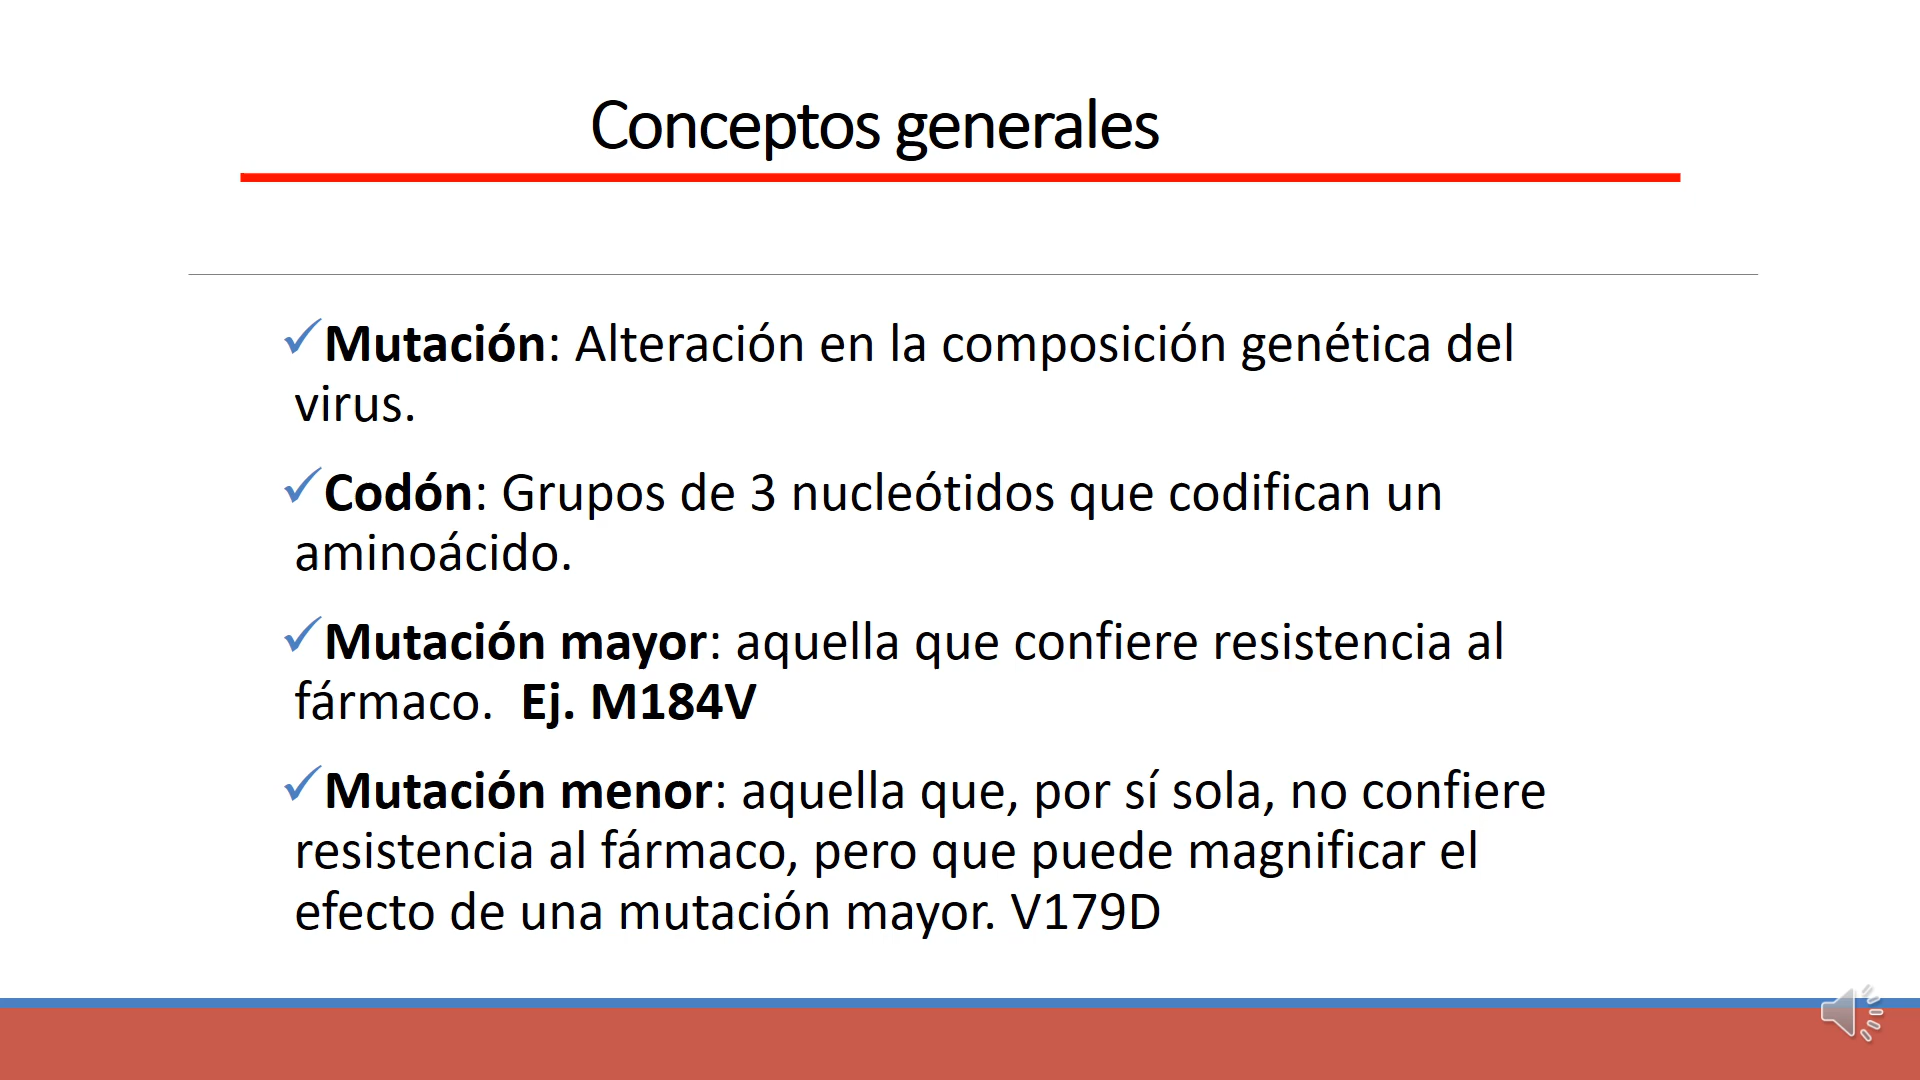 Conceptos generales
✓Mutación: Alteración en la composición genética del
virus.
✓Codón: Grupos de 3 nucleótidos que codifican un
aminoácido.
✓Mutación mayor: aquella que confiere resistencia al
fármaco.  Ej. M184V
✓Mutación menor: aquella que, por sí sola, no confiere
resistencia al fármaco, pero que puede magnificar el
efecto de una mutación mayor. V179D